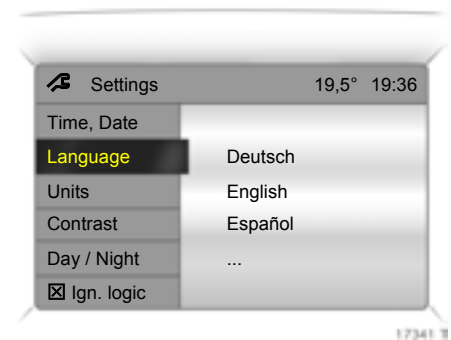 Settings 19,5° 19:36
Time, Date
Language Deutsch
Units English
Contrast Español
Day / Night ...
☒ Ign. logic
17341 T